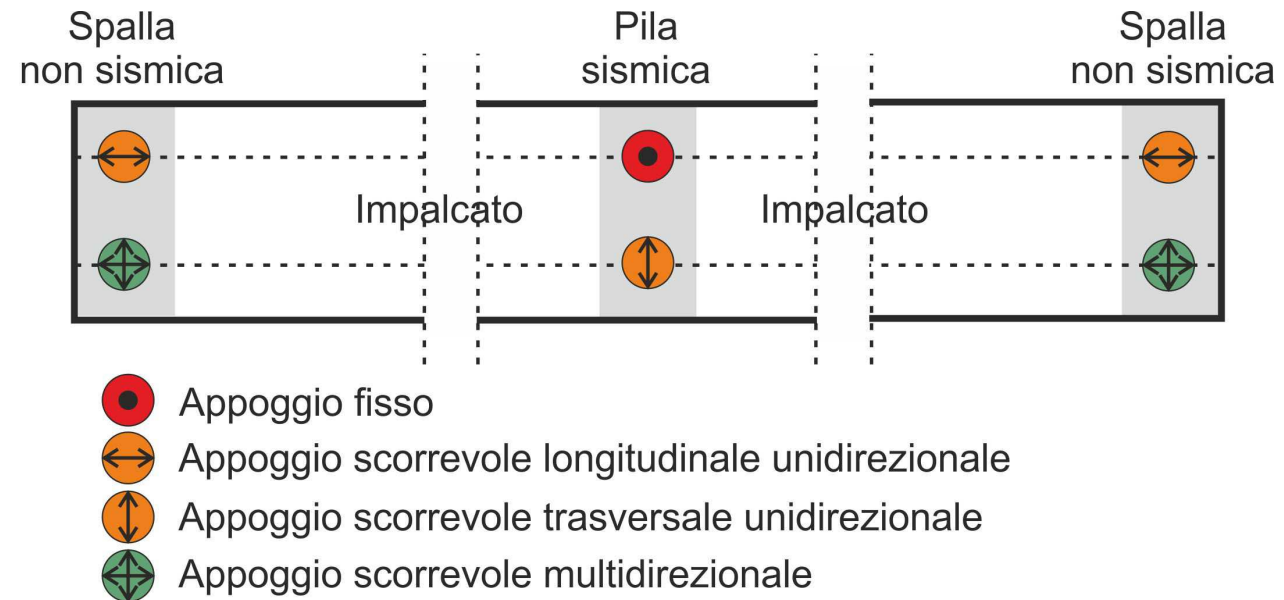 Spalla
non sismica
Pila
sismica
Spalla
non sismica
Impalcato
Impalcato
Appoggio fisso
Appoggio scorrevole longitudinale unidirezionale
Appoggio scorrevole trasversale unidirezionale
Appoggio scorrevole multidirezionale